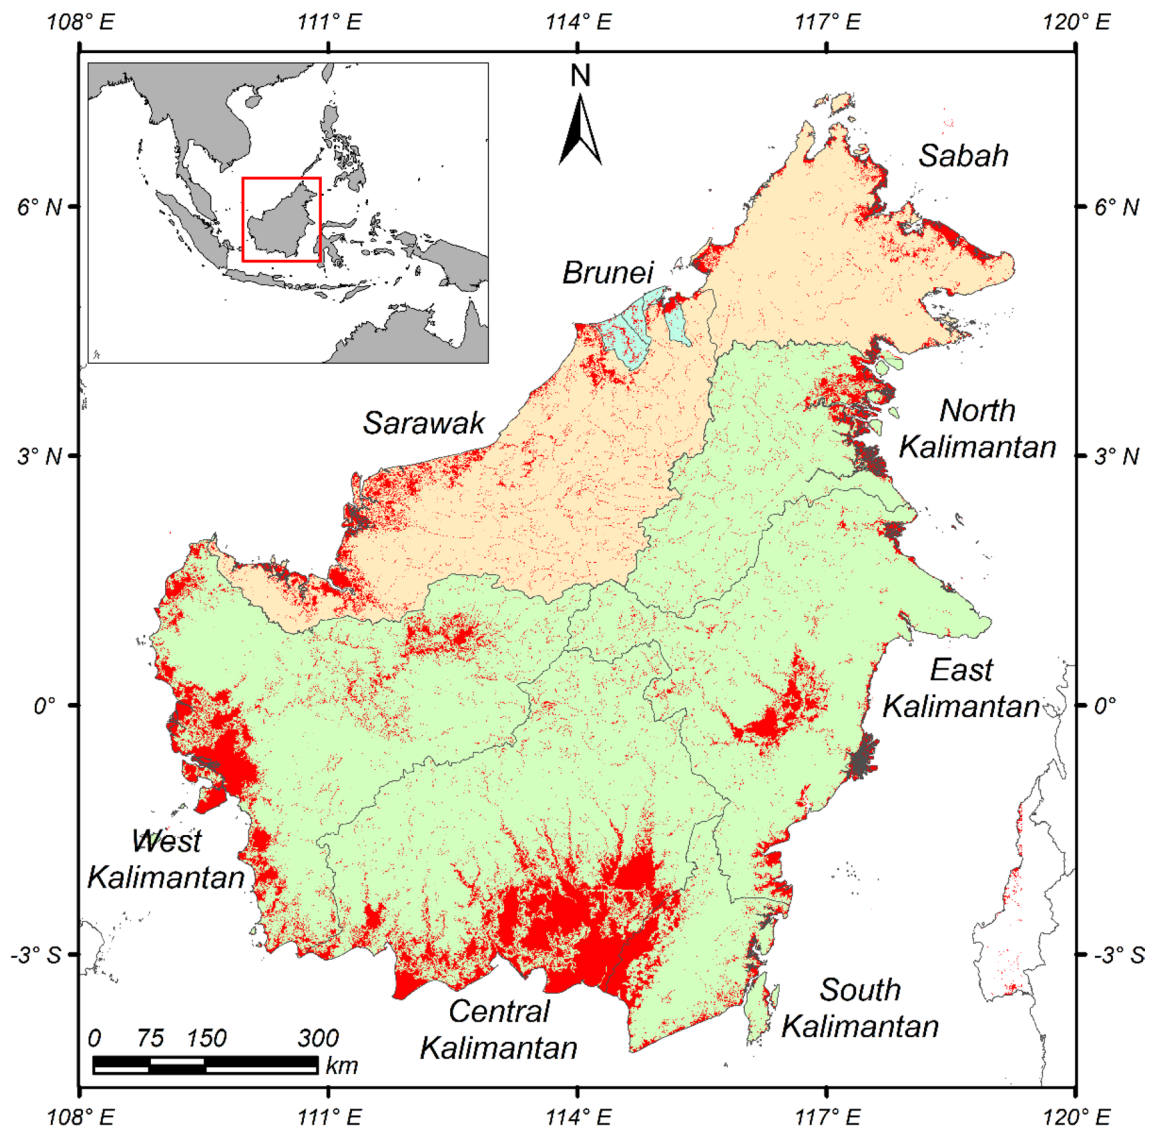 108° E 111° E 114° E 117° E 120° E
N
Sabah
6° N 6° N
Brunei
Sarawak
North
Kalimantan
3° N 3° N
East
Kalimantan
0° 0°
West
Kalimantan
-3° S -3° S
South
Kalimantan
Central
Kalimantan
0 75 150 300
km
108° E 111° E 114° E 117° E 120° E